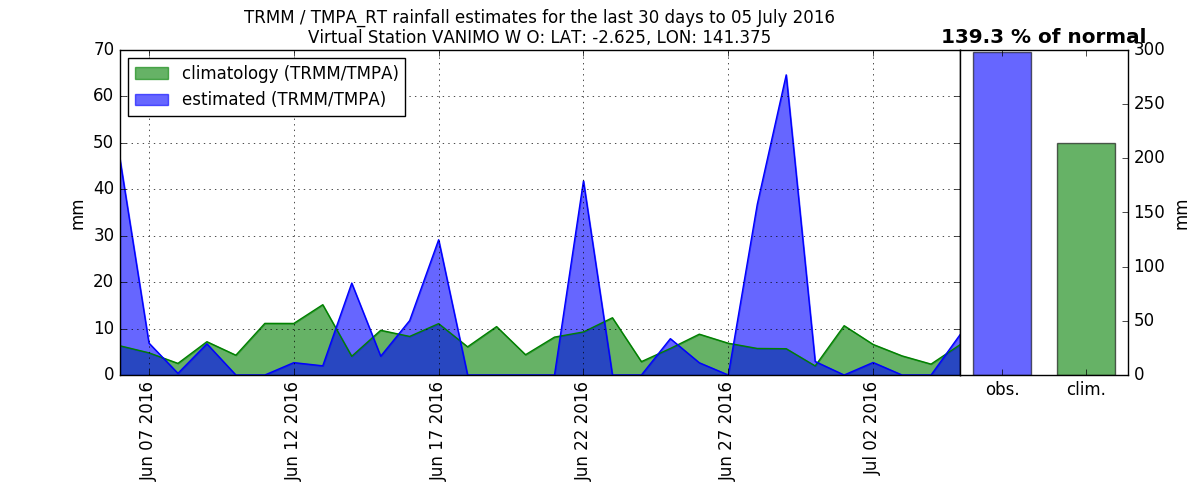 TRMM / TMPA_RT rainfall estimates for the last 30 days to 05 July 2016
Virtual Station VANIMO W O: LAT: -2.625, LON: 141.375
139.3 % of normal
climatology (TRMM/TMPA)
estimated (TRMM/TMPA)
70
60
50
40
30
20
10
0
mm
Jun 07 2016
Jun 12 2016
Jun 17 2016
Jun 22 2016
Jun 27 2016
Jul 02 2016
obs.
clim.
300
250
200
150
100
50
0
mm